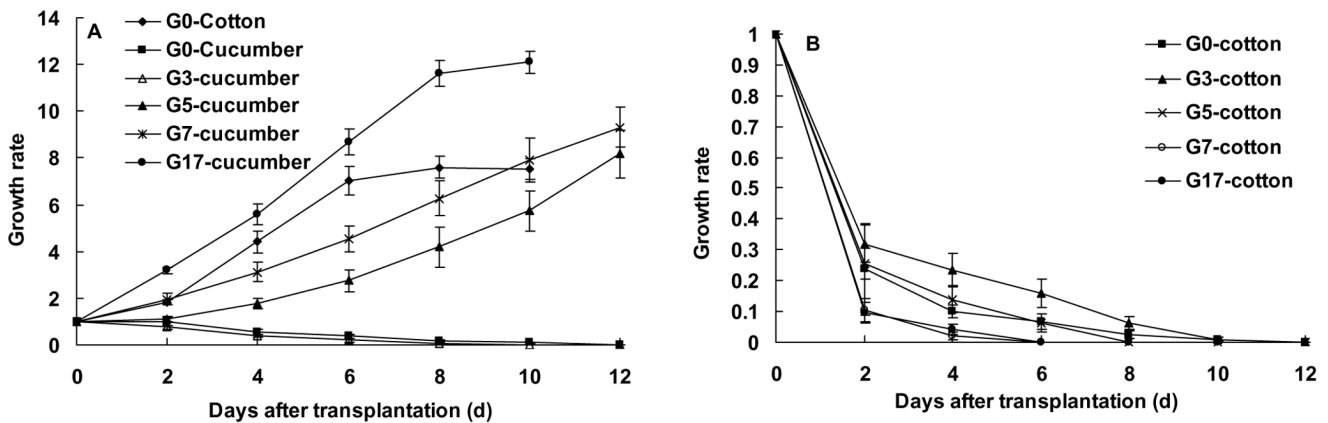 A
G0-Cotton
G0-Cucumber
G3-cucumber
G5-cucumber
G7-cucumber
G17-cucumber
14
12
10
8
6
4
2
0
Growth rate
0 2 4 6 8 10 12
Days after transplantation (d)
B
G0-cotton
G3-cotton
G5-cotton
G7-cotton
G17-cotton
1
0.9
0.8
0.7
0.6
0.5
0.4
0.3
0.2
0.1
0
Growth rate
0 2 4 6 8 10 12
Days after transplantation (d)